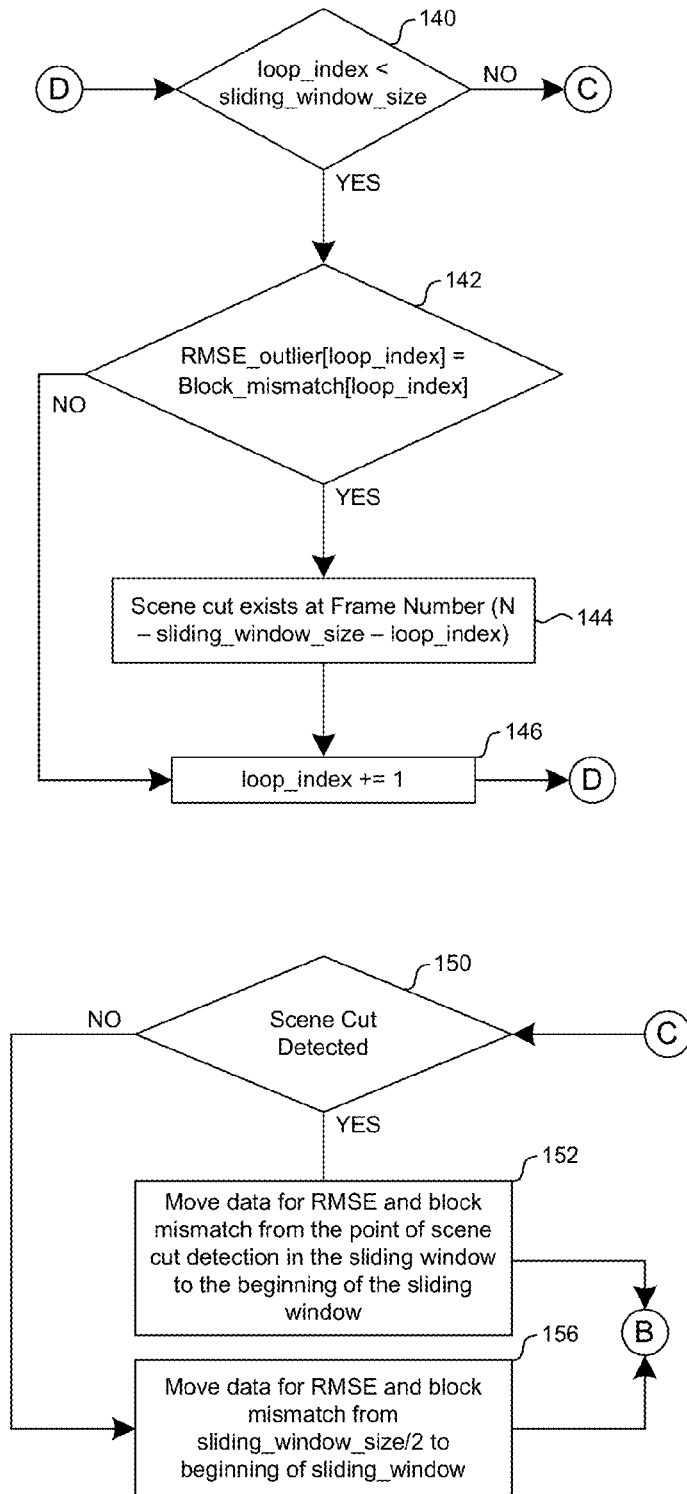 140
loop_index <
sliding_window_size
D
NO
C
YES
142
RMSE_outlier[loop_index] =
Block_mismatch[loop_index]
NO
YES
Scene cut exists at Frame Number (N
– sliding_window_size – loop_index)
144
146
loop_index += 1
D
150
NO
Scene Cut
Detected
C
YES
152
Move data for RMSE and block
mismatch from the point of scene
cut detection in the sliding window
to the beginning of the sliding
window
B
156
Move data for RMSE and block
mismatch from
sliding_window_size/2 to
beginning of sliding_window